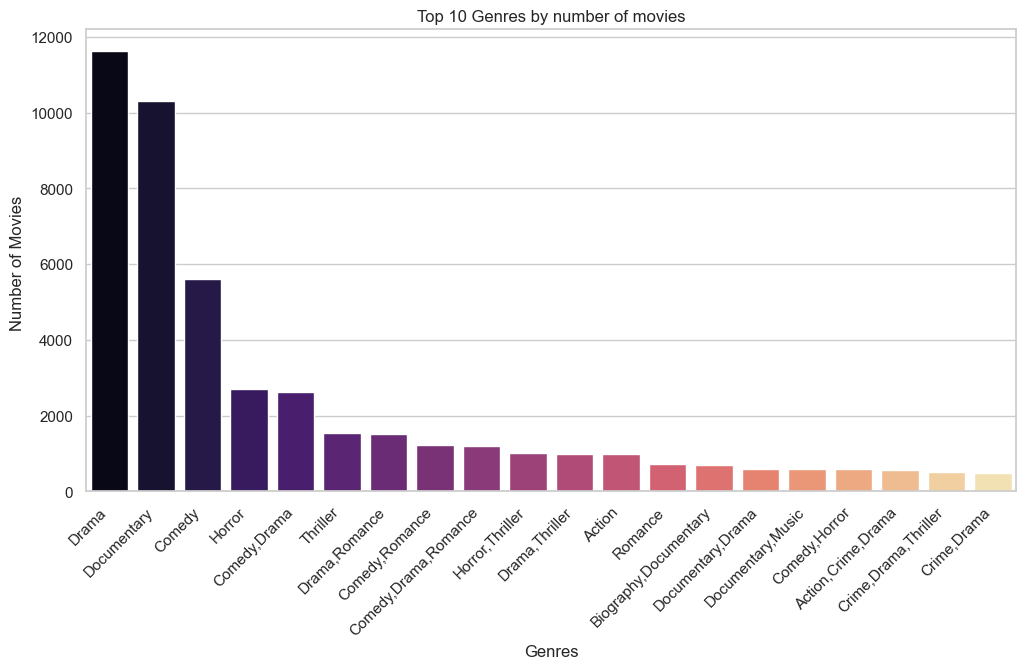 Top 10 Genres by number of movies
Number of Movies
12000
10000
8000
6000
4000
2000
0
Drama
Documentary
Comedy
Horror
Comedy,Drama
Thriller
Drama,Romance
Comedy,Romance
Comedy,Drama,Romance
Horror,Thriller
Drama,Thriller
Action
Romance
Biography,Documentary
Documentary,Drama
Documentary,Music
Comedy,Horror
Action,Crime,Drama
Crime,Drama,Thriller
Crime,Drama
Genres